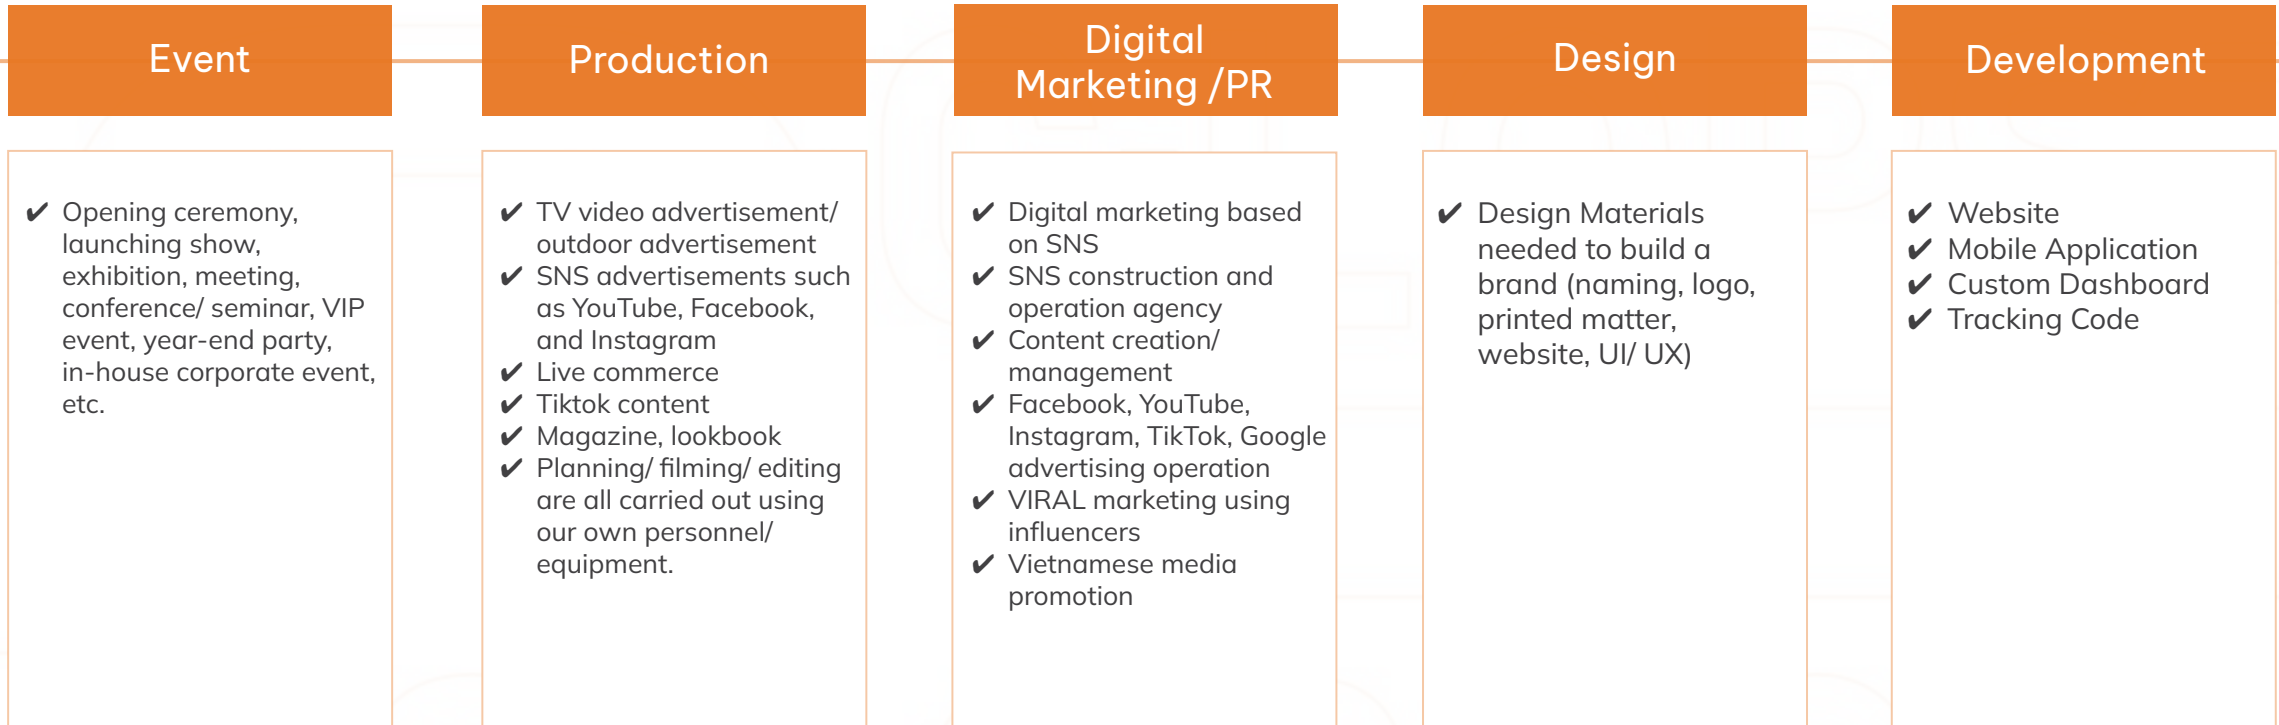 Event
✔ Opening ceremony,
launching show,
exhibition, meeting,
conference/ seminar, VIP
event, year-end party,
in-house corporate event,
etc.
Production
✔ TV video advertisement/
outdoor advertisement
✔ SNS advertisements such
as YouTube, Facebook,
and Instagram
✔ Live commerce
✔ Tiktok content
✔ Magazine, lookbook
✔ Planning/ filming/ editing
are all carried out using
our own personnel/
equipment.
Digital
Marketing /PR
✔ Digital marketing based
on SNS
✔ SNS construction and
operation agency
✔ Content creation/
management
✔ Facebook, YouTube,
Instagram, TikTok, Google
advertising operation
✔ VIRAL marketing using
influencers
✔ Vietnamese media
promotion
Design
✔ Design Materials
needed to build a
brand (naming, logo,
printed matter,
website, UI/ UX)
Development
✔ Website
✔ Mobile Application
✔ Custom Dashboard
✔ Tracking Code